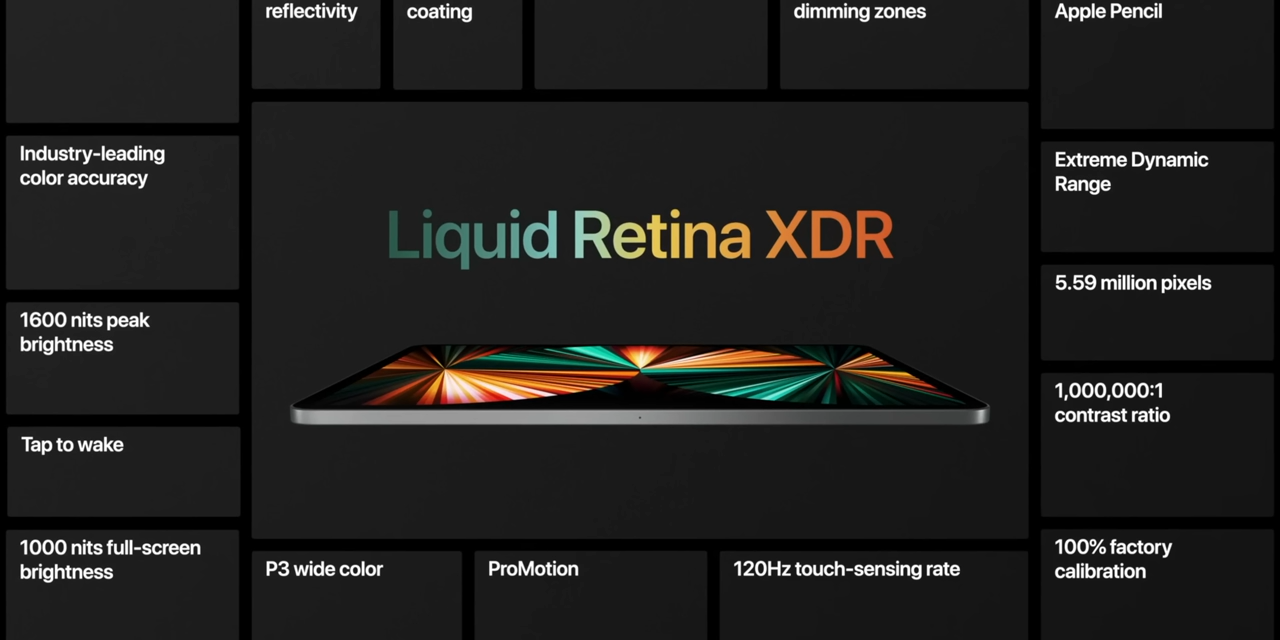 reflectivity
coating
dimming zones
Apple Pencil
Industry-leading
color accuracy
Extreme Dynamic
Range
Liquid Retina XDR
5.59 million pixels
1600 nits peak
brightness
1,000,000:1
contrast ratio
Tap to wake
1000 nits full-screen
brightness
P3 wide color
ProMotion
120Hz touch-sensing rate
100% factory
calibration